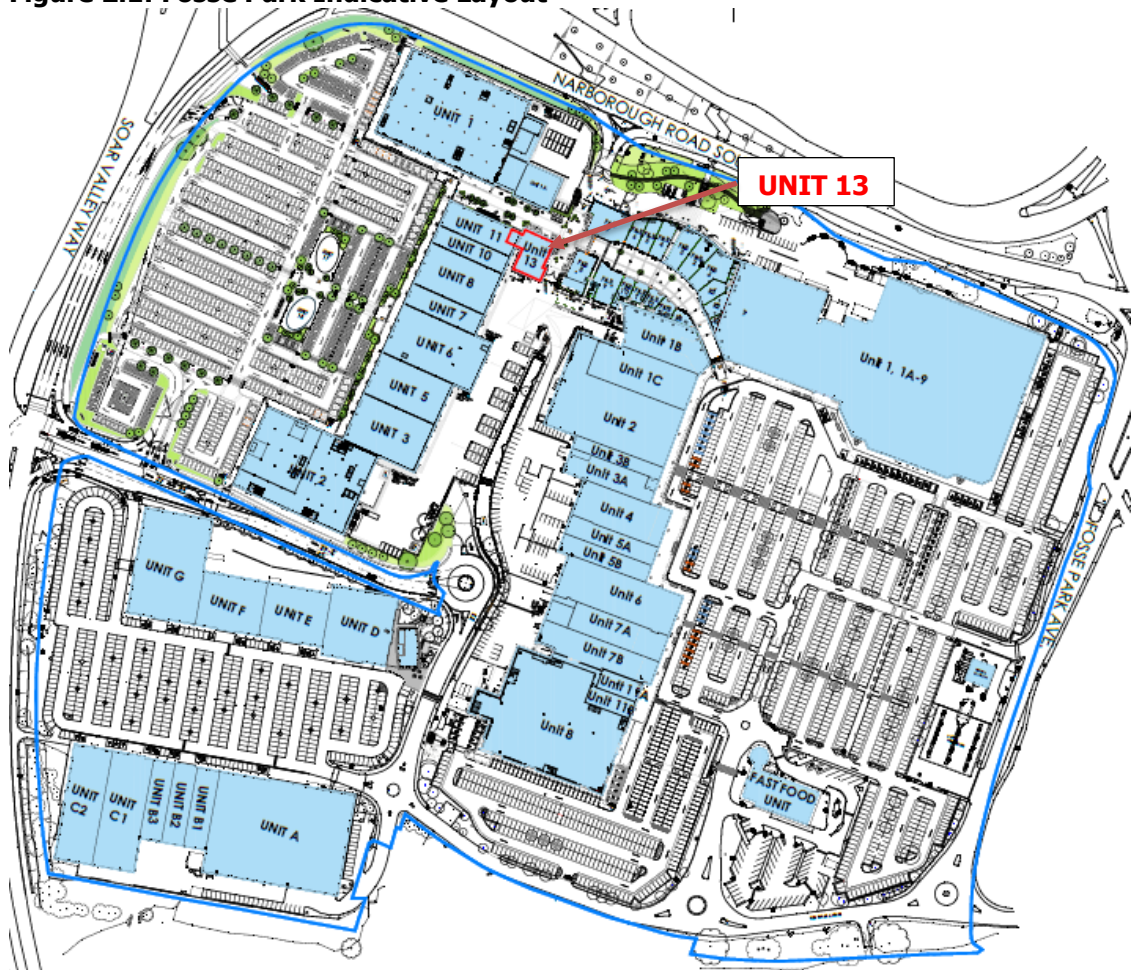 Figure 2.2: Fosse Park Indicative Layout
NARBOROUGH ROAD SO
SOAR VALLEY WAY
UNIT 13
UNIT 1
UNIT 11
UNIT 10
UNIT 8
UNIT 7
UNIT 6
UNIT 5
UNIT 3
UNIT 2
Unit
13
Unit 1B
Unit 1C
Unit 2
Unit 3B
Unit 3A
Unit 4
Unit 5A
Unit 5B
Unit 6
Unit 7A
Unit 7B
Unit 8
Unit 1, 1A-9
FOSSE PARK AVE
UNIT G
UNIT F
UNIT E
UNIT D
UNIT
C2
UNIT
C1
UNIT B3
UNIT B2
UNIT B1
UNIT A
FAST FOOD
UNIT